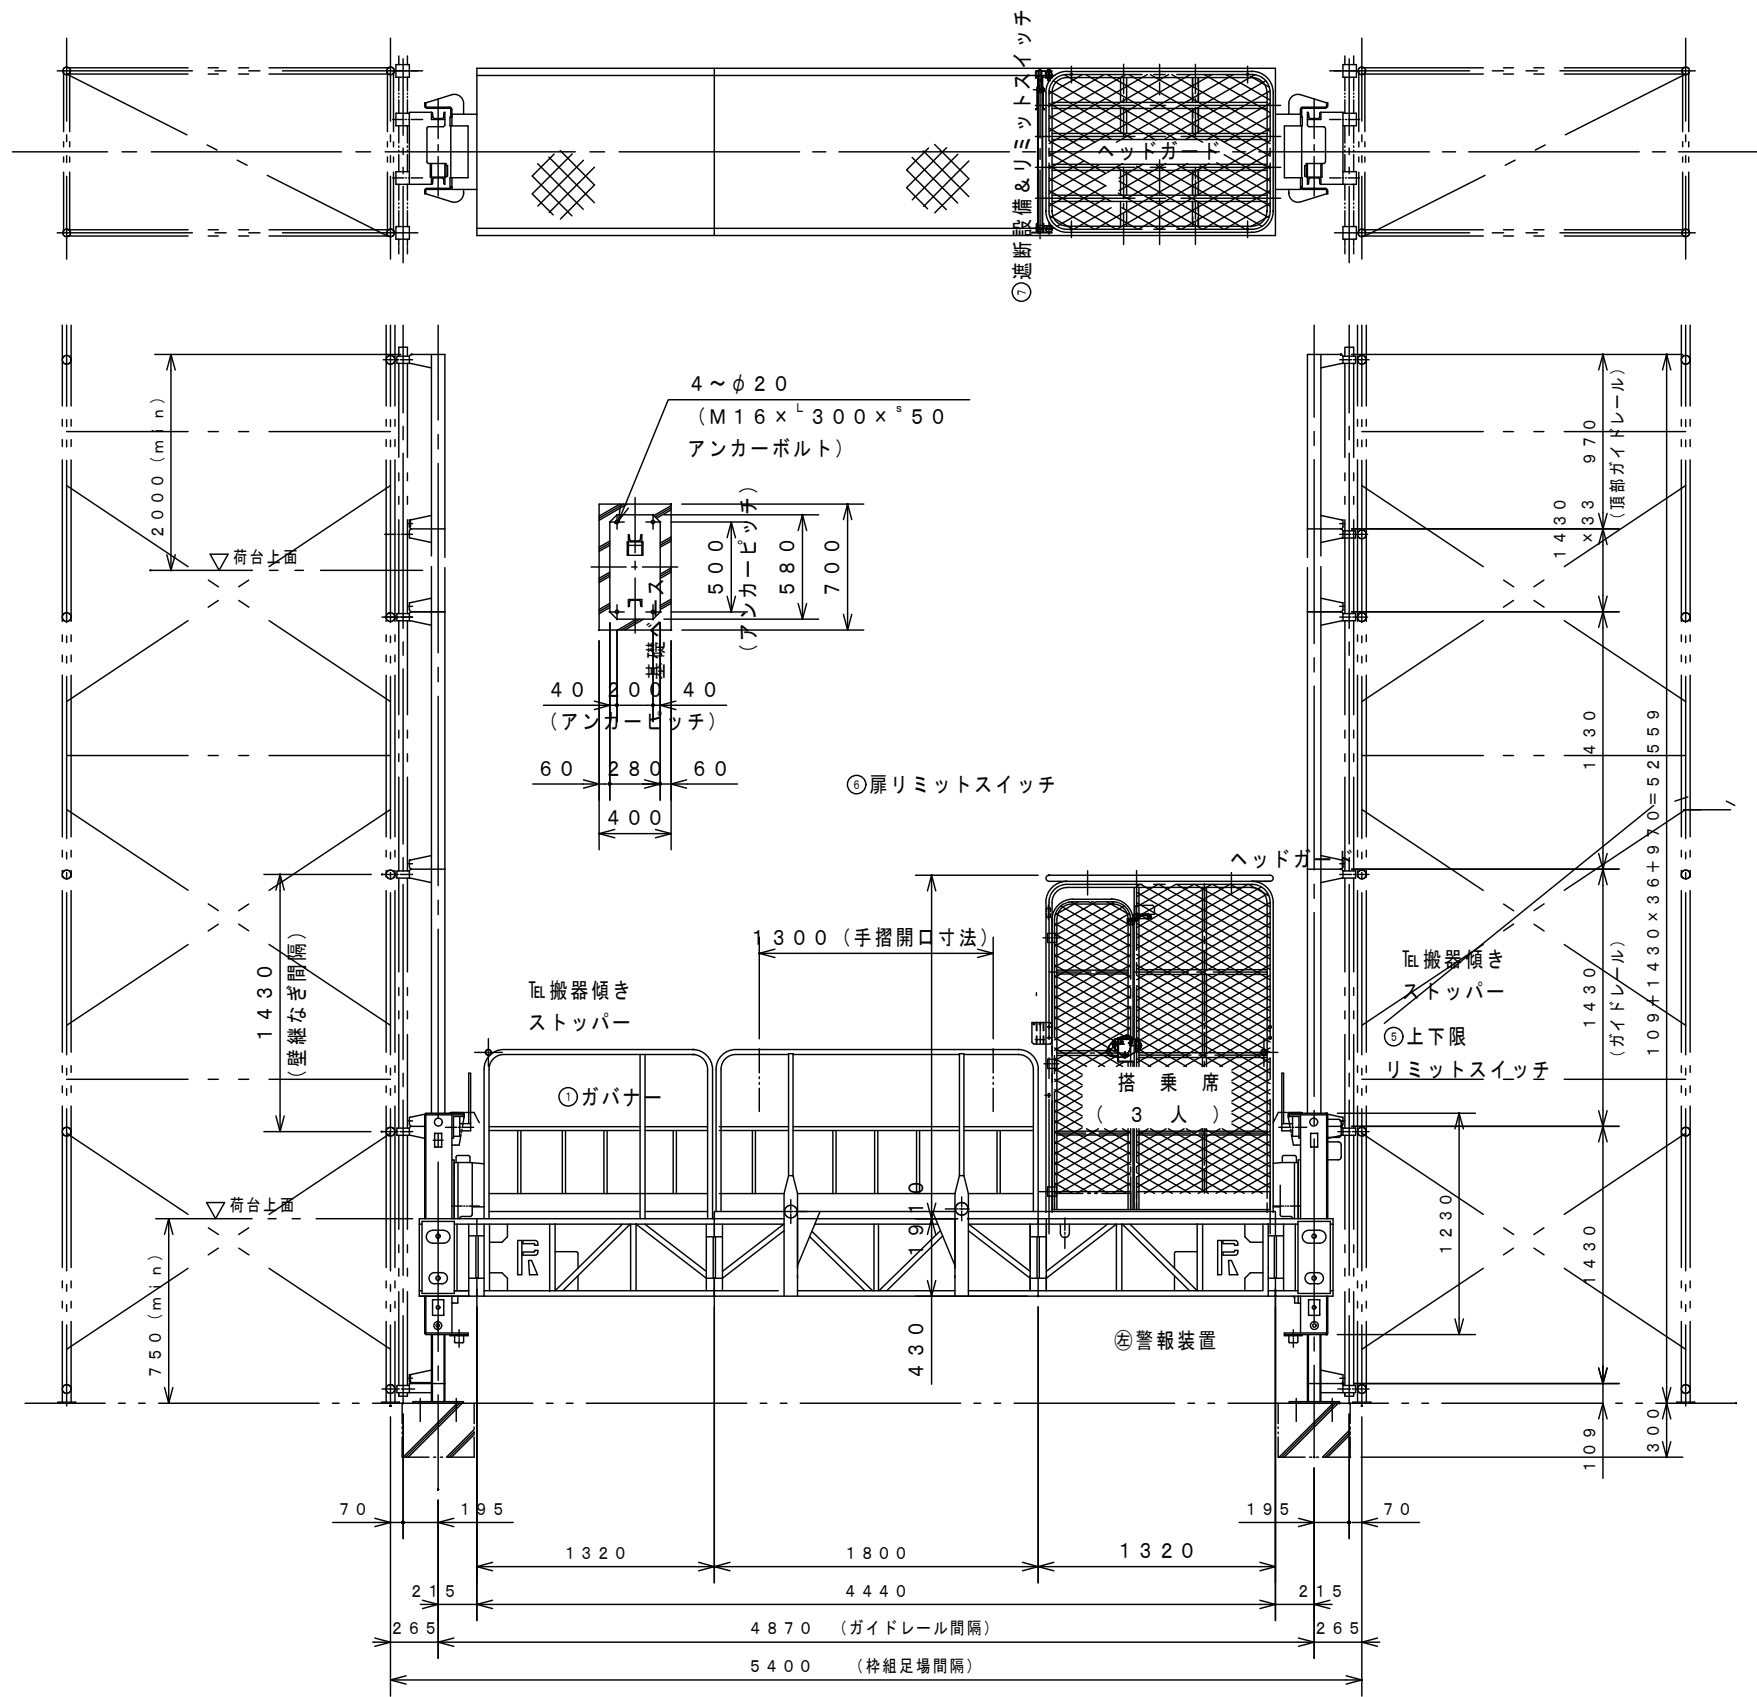 ⑦遮断設備&リミットスイッチ
ヘッドガード
4~φ20
(M16×ᴸ300×ˢ50
アンカーボルト)
2000(min)
荷台上面
500
(アンカーピッチ)
580
700
基礎ベース
40 200 40
(アンカーピッチ)
60 280 60
400
970
(頂部ガイドレール)
1430
×33
1430
109+1430×36+970=52559
⑥扉リミットスイッチ
ヘッドガード
1430
(壁継なぎ間隔)
1300(手摺開口寸法)
℡搬器傾き
ストッパー
℡搬器傾き
ストッパー
1430
(ガイドレール)
⑤上下限
リミットスイッチ
①ガバナー
搭乗席
(3人)
荷台上面
750(min)
1910
430
1230
1430
㊧警報装置
109
300
70 195
195 70
1320 1800 1320
215 4440 215
265 4870 (ガイドレール間隔) 265
5400 (枠組足場間隔)